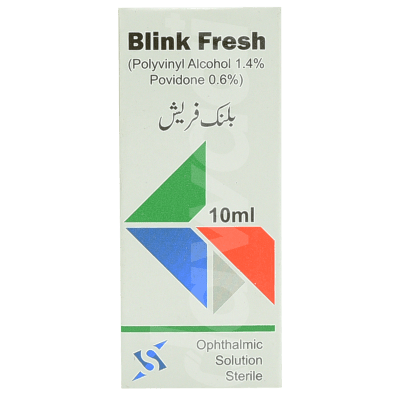 Blink Fresh
(Polyvinyl Alcohol 1.4%
Povidone 0.6%)
بلنک فریش
10ml
Ophthalmic
Solution
Sterile